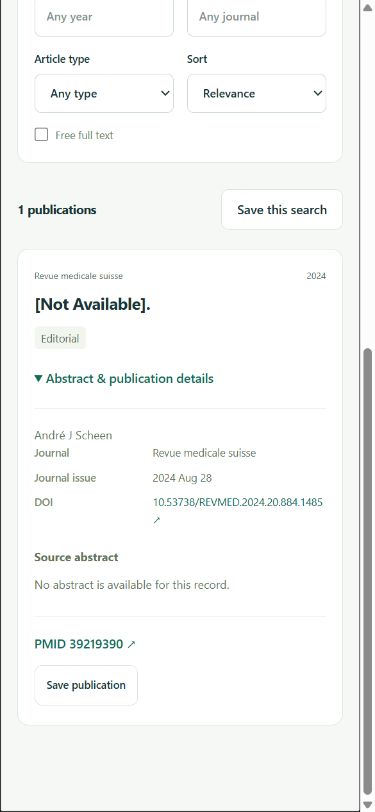 Any year
Any journal
Article type
Sort
Any type
Relevance
Free full text
1 publications
Save this search
Revue medicale suisse
2024
[Not Available].
Editorial
▼ Abstract & publication details
André J Scheen
Journal
Revue medicale suisse
Journal issue
2024 Aug 28
DOI
10.53738/REVMED.2024.20.884.1485
↗
Source abstract
No abstract is available for this record.
PMID 39219390 ↗
Save publication